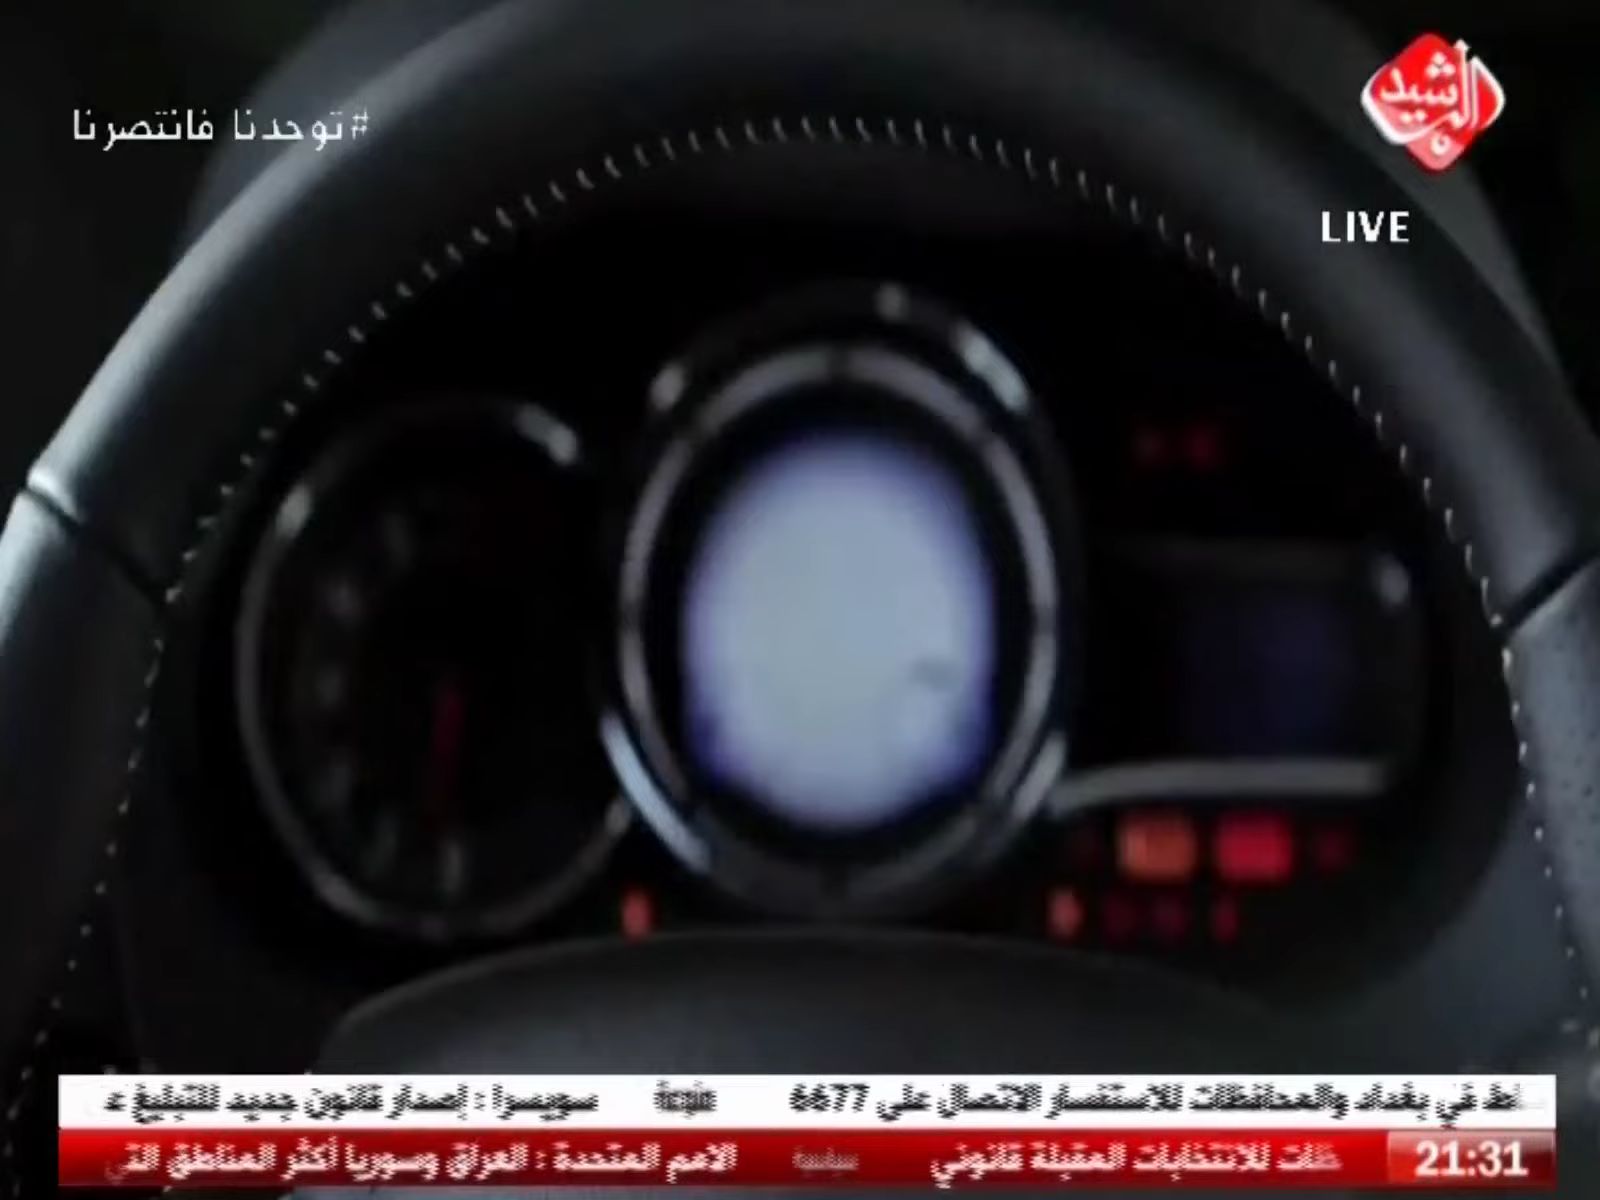 #توحدنا فانتصرنا
الرشيد
LIVE
في بغداد والمحافظات للاستفسار الاتصال على 6677 سويسرا : إصدار قانون جديد للتبليغ
21:31 للانتخابات المقبلة قانوني الامم المتحدة : العراق وسوريا أكثر المناطق